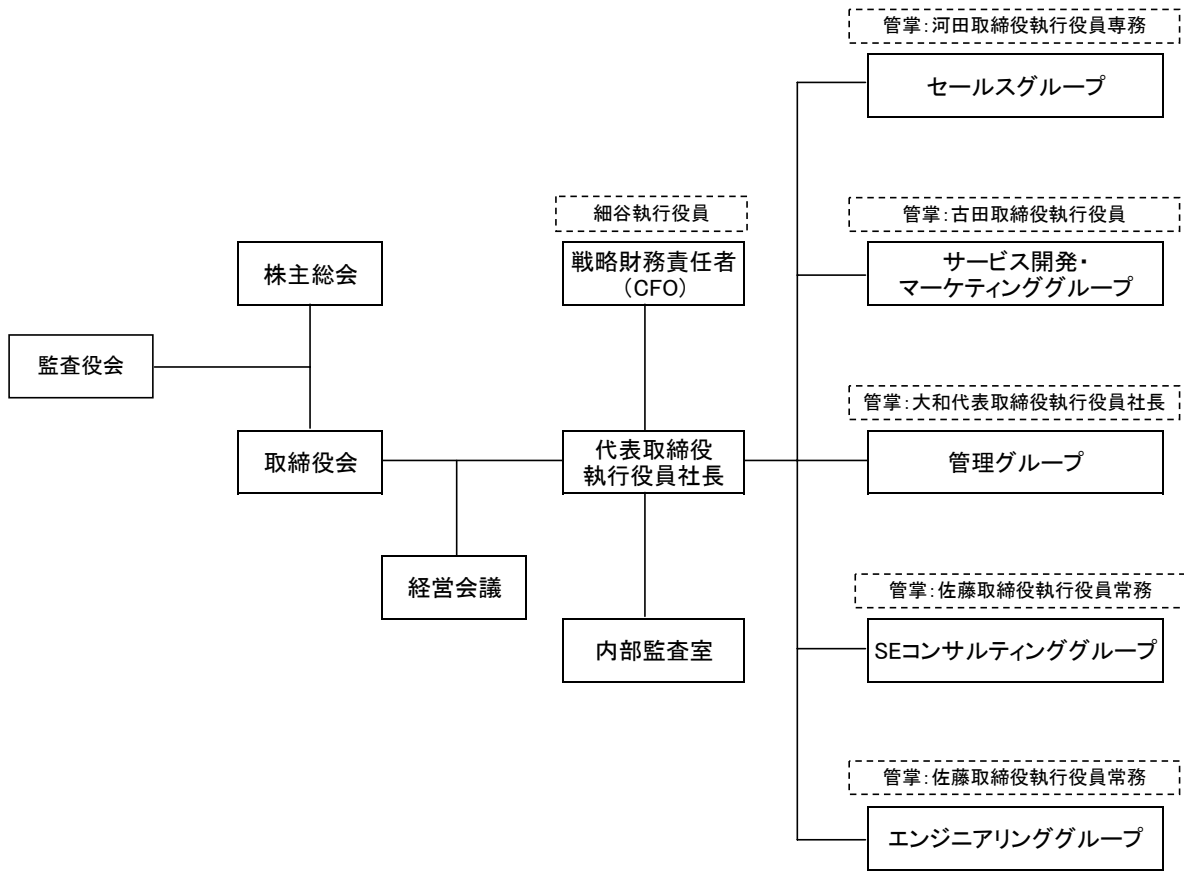 管掌:河田取締役執行役員専務
セールスグループ
細谷執行役員
管掌:古田取締役執行役員
株主総会
戦略財務責任者
(CFO)
サービス開発・
マーケティンググループ
監査役会
管掌:大和代表取締役執行役員社長
取締役会
代表取締役
執行役員社長
管理グループ
経営会議
管掌:佐藤取締役執行役員常務
内部監査室
SEコンサルティンググループ
管掌:佐藤取締役執行役員常務
エンジニアリンググループ